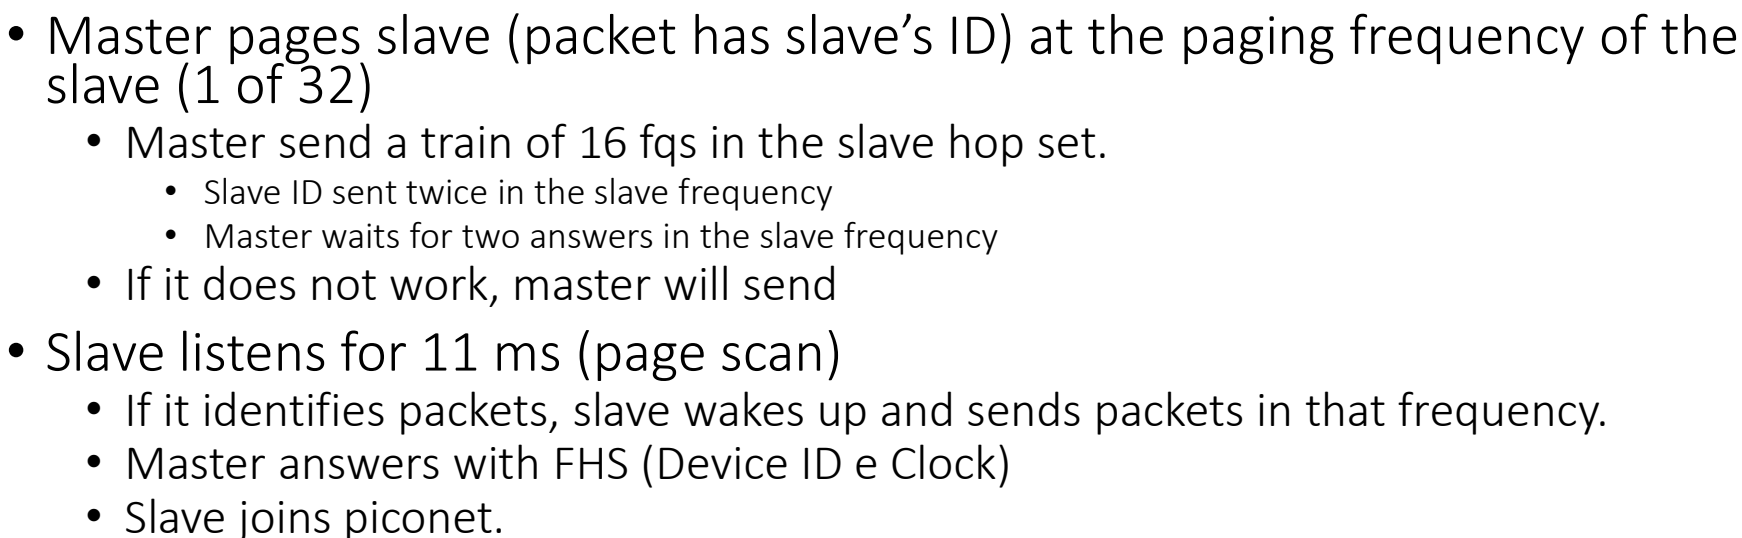 • Master pages slave (packet has slave’s ID) at the paging frequency of the
slave (1 of 32)
• Master send a train of 16 fqs in the slave hop set.
• Slave ID sent twice in the slave frequency
• Master waits for two answers in the slave frequency
• If it does not work, master will send
• Slave listens for 11 ms (page scan)
• If it identifies packets, slave wakes up and sends packets in that frequency.
• Master answers with FHS (Device ID e Clock)
• Slave joins piconet.